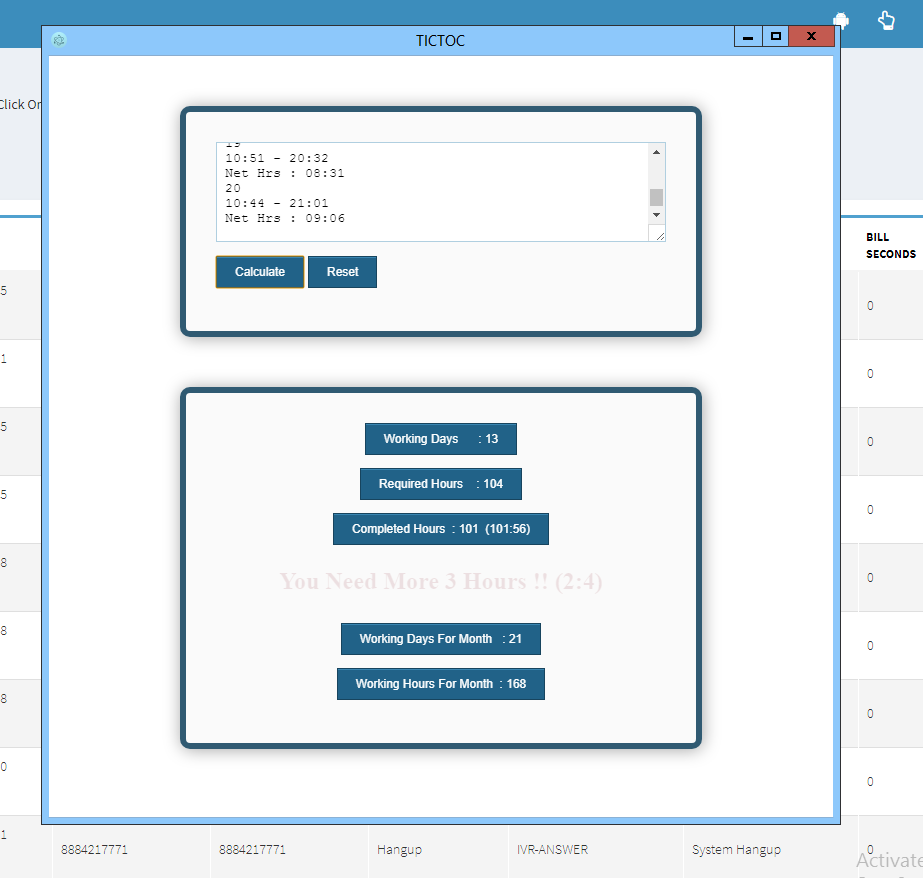 TICTOC
Click Or
19
10:51 - 20:32
Net Hrs : 08:31
20
10:44 - 21:01
Net Hrs : 09:06
Calculate Reset
BILL
SECONDS
5 0
1 0
5 0
5 0
8 0
8 0
8 0
0 0
Working Days : 13
Required Hours : 104
Completed Hours : 101 (101:56)
You Need More 3 Hours !! (2:4)
Working Days For Month : 21
Working Hours For Month : 168
1 8884217771 8884217771 Hangup IVR-ANSWER System Hangup 0
Activate